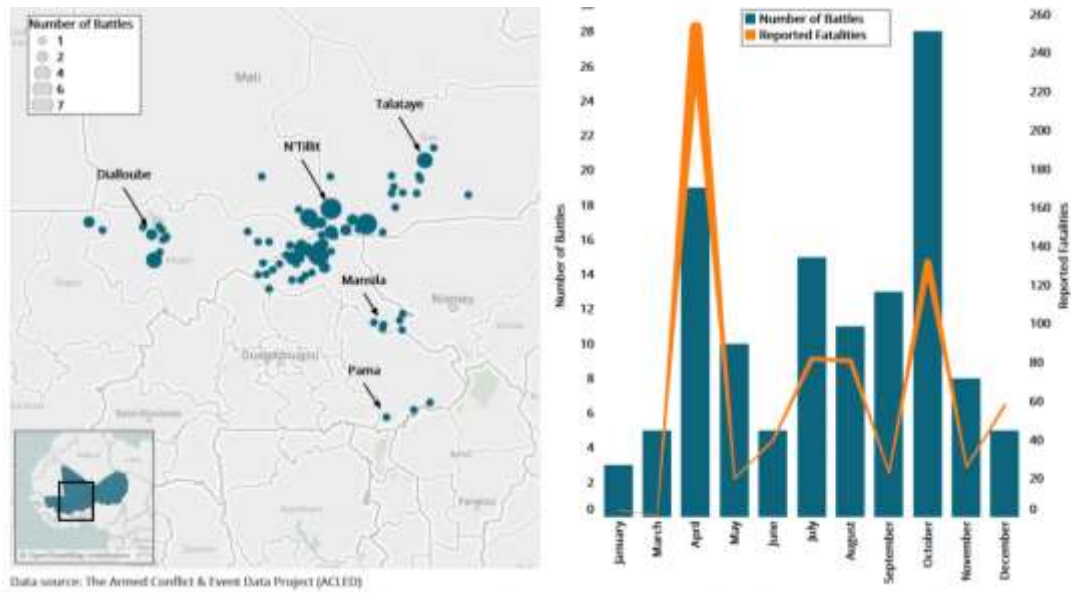 Number of Battles
1
2
4
6
7
Mali
Talataye
N'Tillit
Dialloube
Mansila
Niamey
Ouagadougou
Pama
Data source: The Armed Conflict & Event Data Project (ACLED)
Number of Battles
Reported Fatalities
Number of Battles
28
26
24
22
20
18
16
14
12
10
8
6
4
2
0
260
240
220
200
180
160
140
120
100
80
60
40
20
0
Reported Fatalities
January
March
April
May
June
July
August
September
October
November
December